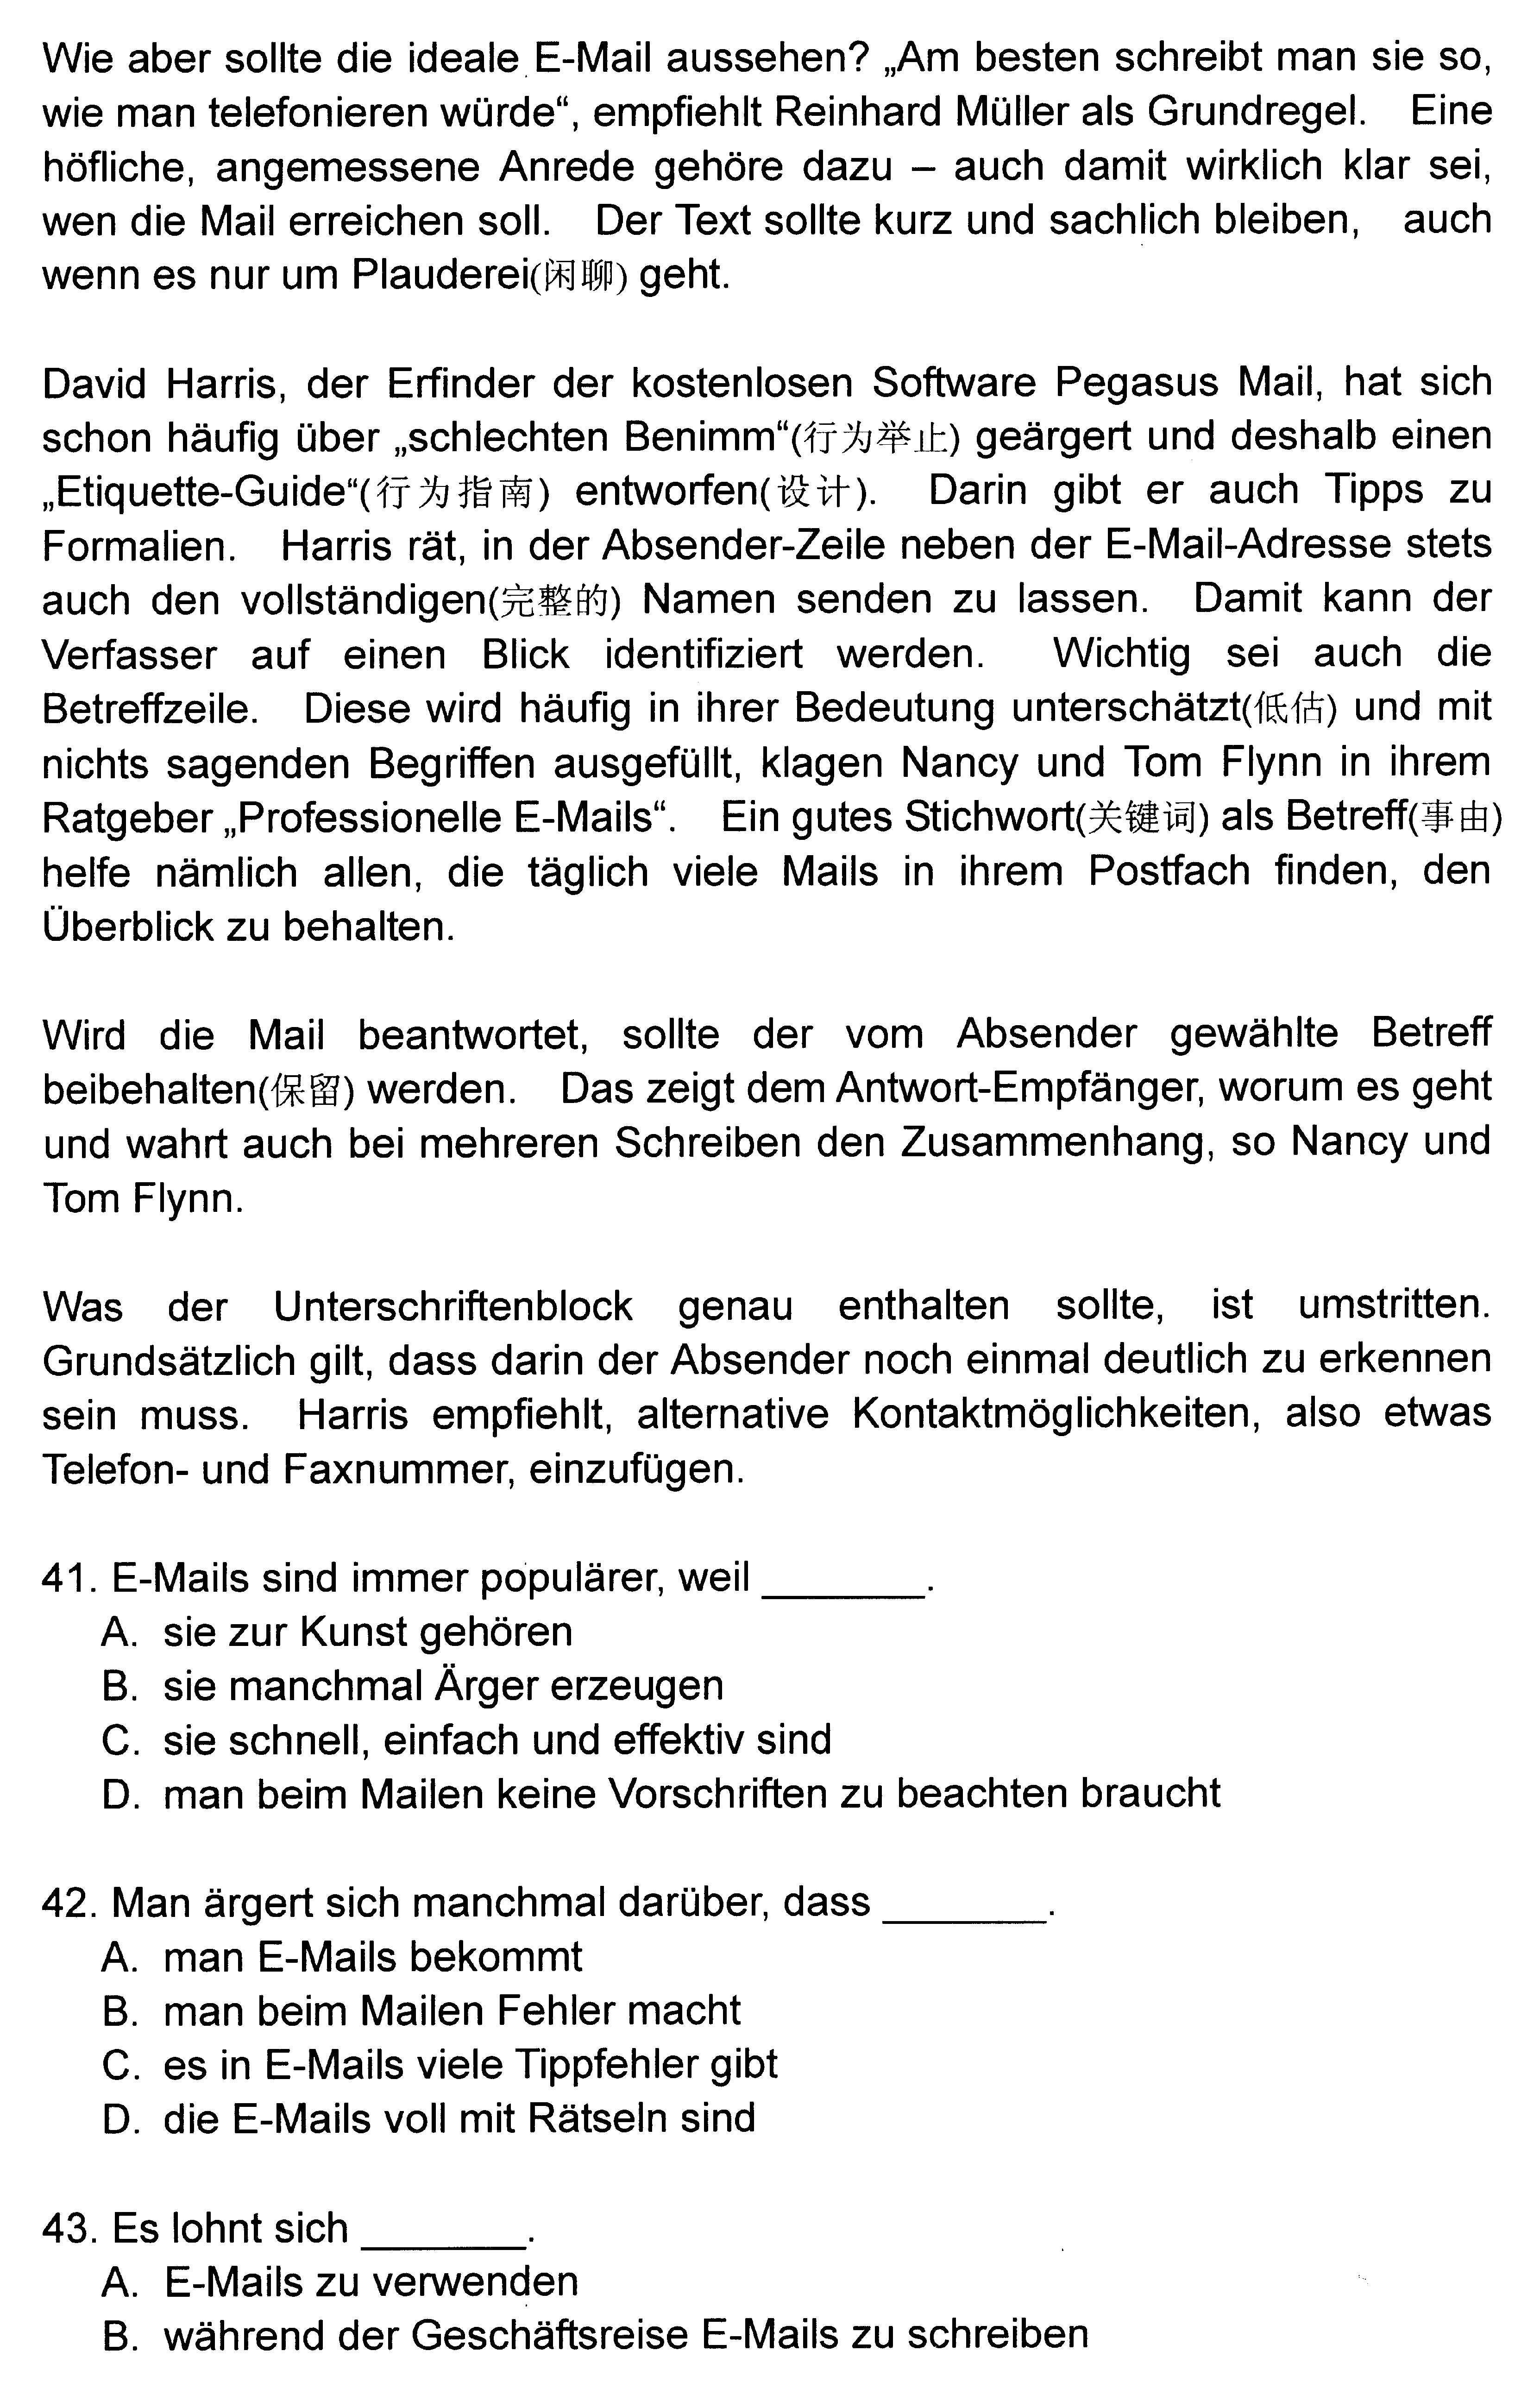 Wie aber sollte die ideale E-Mail aussehen? „Am besten schreibt man sie so,
wie man telefonieren würde“, empfiehlt Reinhard Müller als Grundregel. Eine
höfliche, angemessene Anrede gehöre dazu – auch damit wirklich klar sei,
wen die Mail erreichen soll. Der Text sollte kurz und sachlich bleiben, auch
wenn es nur um Plauderei(闲聊) geht.
David Harris, der Erfinder der kostenlosen Software Pegasus Mail, hat sich
schon häufig über „schlechten Benimm“(行为举止) geärgert und deshalb einen
„Etiquette-Guide“(行为指南) entworfen(设计). Darin gibt er auch Tipps zu
Formalien. Harris rät, in der Absender-Zeile neben der E-Mail-Adresse stets
auch den vollständigen(完整的) Namen senden zu lassen. Damit kann der
Verfasser auf einen Blick identifiziert werden. Wichtig sei auch die
Betreffzeile. Diese wird häufig in ihrer Bedeutung unterschätzt(低估) und mit
nichts sagenden Begriffen ausgefüllt, klagen Nancy und Tom Flynn in ihrem
Ratgeber „Professionelle E-Mails“. Ein gutes Stichwort(关键词) als Betreff(事由)
helfe nämlich allen, die täglich viele Mails in ihrem Postfach finden, den
Überblick zu behalten.
Wird die Mail beantwortet, sollte der vom Absender gewählte Betreff
beibehalten(保留) werden. Das zeigt dem Antwort-Empfänger, worum es geht
und wahrt auch bei mehreren Schreiben den Zusammenhang, so Nancy und
Tom Flynn.
Was der Unterschriftenblock genau enthalten sollte, ist umstritten.
Grundsätzlich gilt, dass darin der Absender noch einmal deutlich zu erkennen
sein muss. Harris empfiehlt, alternative Kontaktmöglichkeiten, also etwas
Telefon- und Faxnummer, einzufügen.
41. E-Mails sind immer populärer, weil ________.
A. sie zur Kunst gehören
B. sie manchmal Ärger erzeugen
C. sie schnell, einfach und effektiv sind
D. man beim Mailen keine Vorschriften zu beachten braucht
42. Man ärgert sich manchmal darüber, dass ________.
A. man E-Mails bekommt
B. man beim Mailen Fehler macht
C. es in E-Mails viele Tippfehler gibt
D. die E-Mails voll mit Rätseln sind
43. Es lohnt sich ________.
A. E-Mails zu verwenden
B. während der Geschäftsreise E-Mails zu schreiben